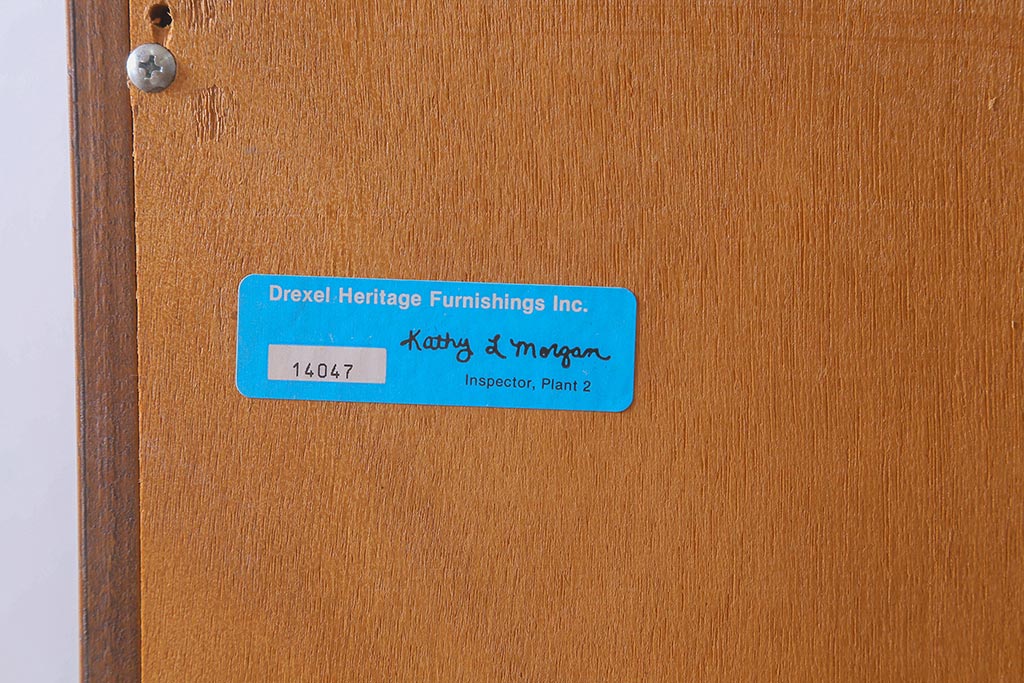 Drexel Heritage Furnishings Inc.
Kathy L Morgan
14047
Inspector, Plant 2